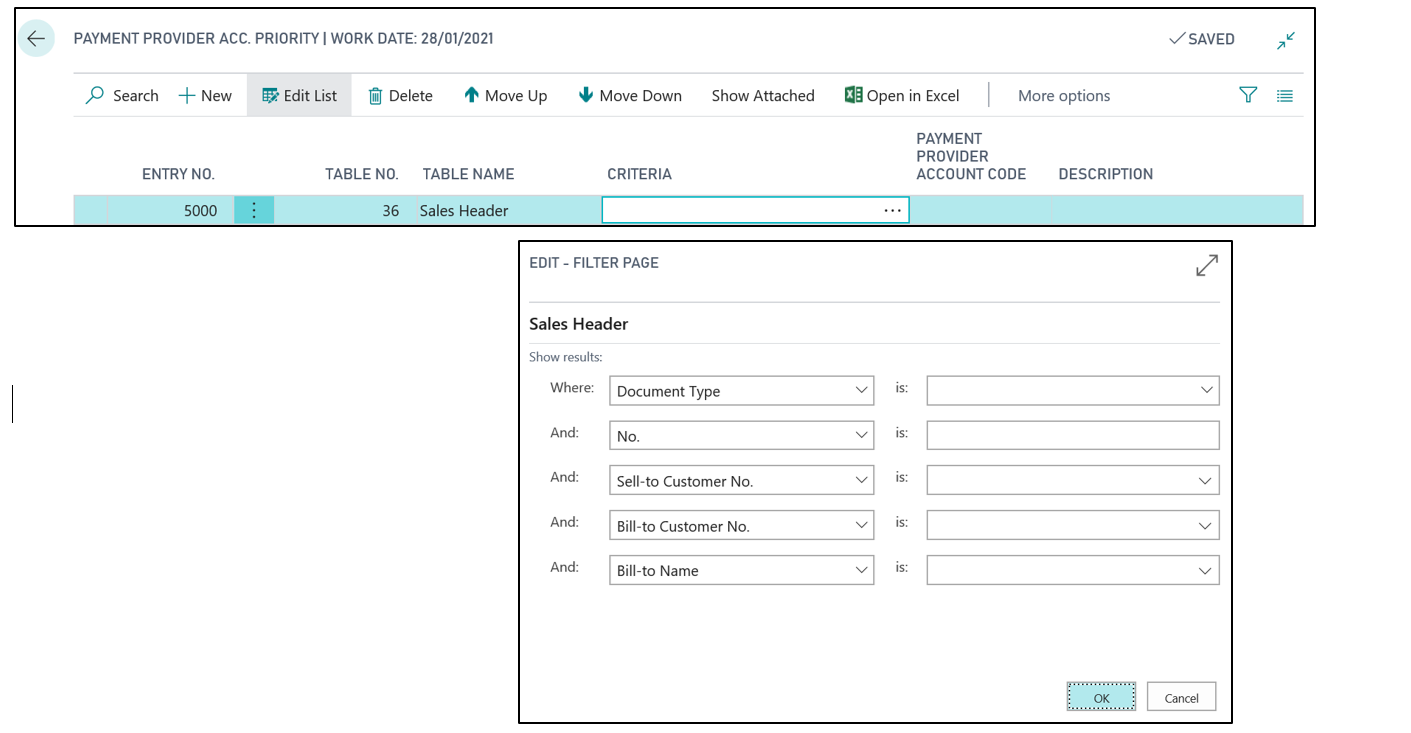 PAYMENT PROVIDER ACC. PRIORITY | WORK DATE: 28/01/2021
SAVED
Search New Edit List Delete Move Up Move Down Show Attached Open in Excel More options
ENTRY NO. TABLE NO. TABLE NAME CRITERIA PAYMENT PROVIDER ACCOUNT CODE DESCRIPTION
5000 36 Sales Header ...
EDIT - FILTER PAGE
Sales Header
Show results:
Where: Document Type is:
And: No. is:
And: Sell-to Customer No. is:
And: Bill-to Customer No. is:
And: Bill-to Name is:
OK Cancel